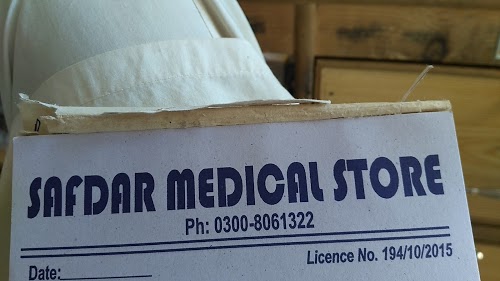 SAFDAR MEDICAL STORE
Ph: 0300-8061322
Licence No. 194/10/2015
Date: